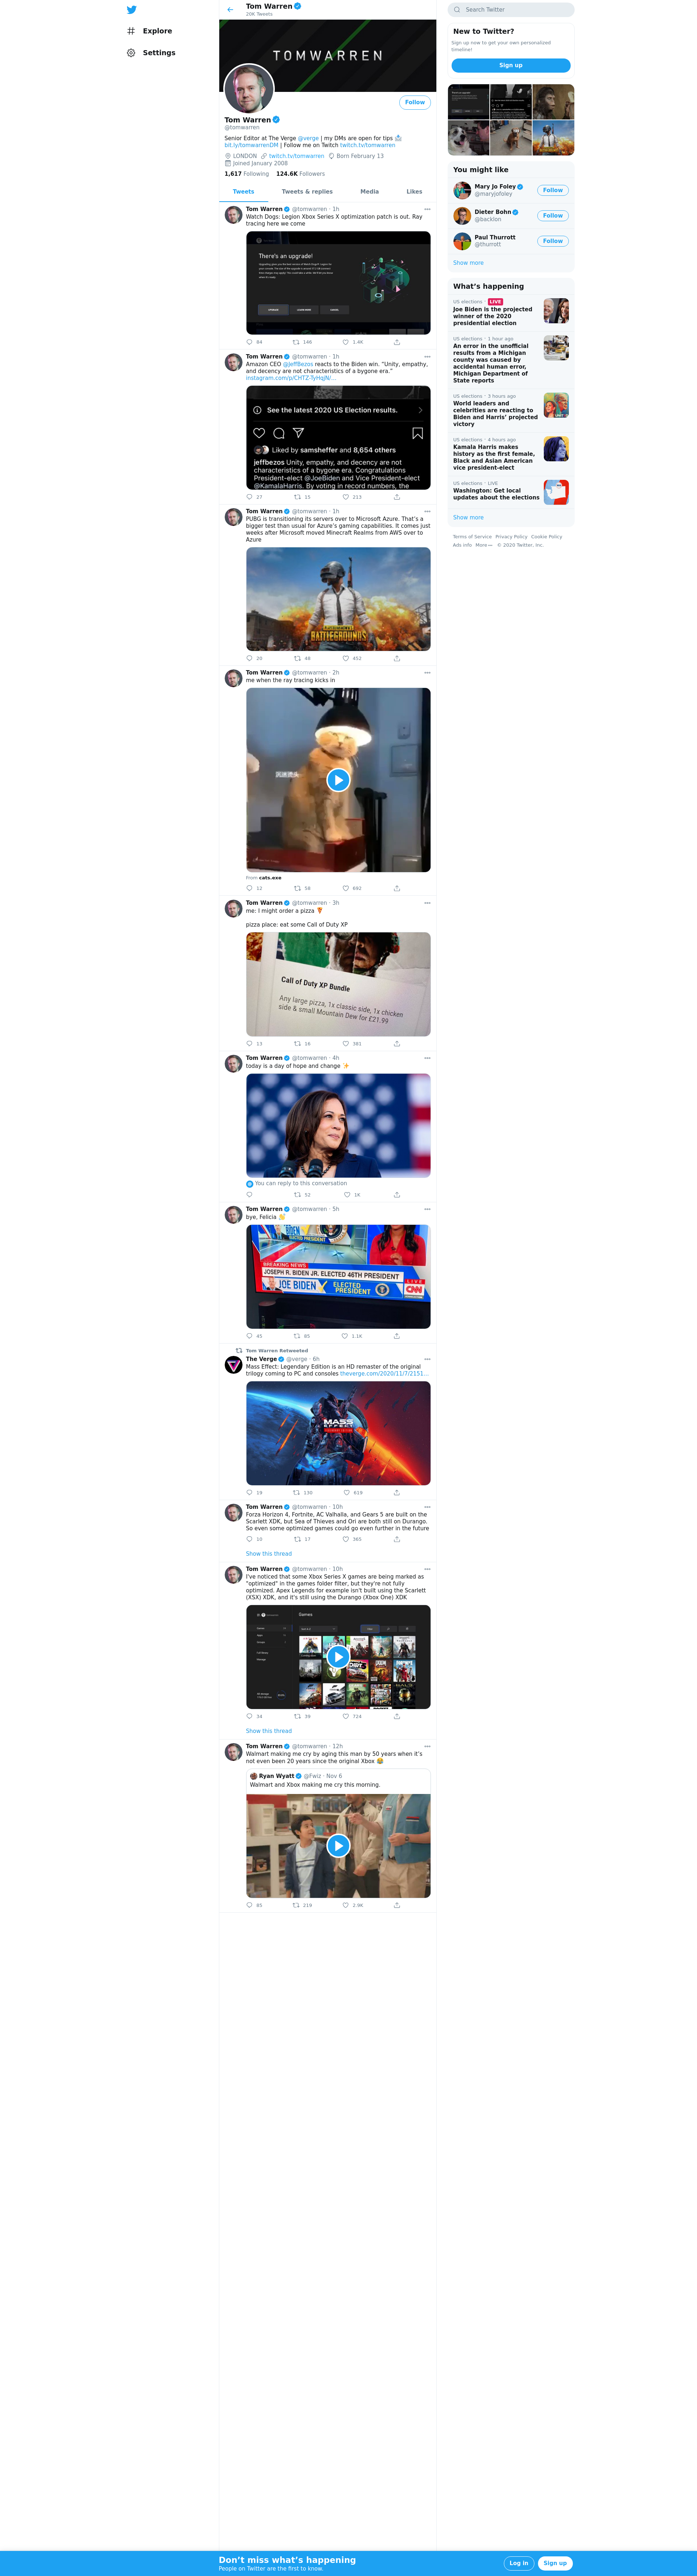 Explore
Settings
Tom Warren
20K Tweets
TOMWARREN
Follow
Tom Warren
@tomwarren
Senior Editor at The Verge @verge | my DMs are open for tips 📩
bit.ly/tomwarrenDM | Follow me on Twitch twitch.tv/tomwarren
LONDON twitch.tv/tomwarren Born February 13
Joined January 2008
1,617 Following 124.6K Followers
Tweets Tweets & replies Media Likes
Tom Warren @tomwarren · 1h
Watch Dogs: Legion Xbox Series X optimization patch is out. Ray
tracing here we come
There's an upgrade!
84 146 1.4K
Tom Warren @tomwarren · 1h
Amazon CEO @JeffBezos reacts to the Biden win. “Unity, empathy,
and decency are not characteristics of a bygone era.”
instagram.com/p/CHTZ-TyHqJN/…
See the latest 2020 US Election results.
Liked by samsheffer and 8,654 others
jeffbezos Unity, empathy, and decency are not
characteristics of a bygone era. Congratulations
President-elect @JoeBiden and Vice President-elect
@KamalaHarris. By voting in record numbers, the
27 15 213
Tom Warren @tomwarren · 1h
PUBG is transitioning its servers over to Microsoft Azure. That’s a
bigger test than usual for Azure’s gaming capabilities. It comes just
weeks after Microsoft moved Minecraft Realms from AWS over to
Azure
BATTLEGROUNDS
20 48 452
Tom Warren @tomwarren · 2h
me when the ray tracing kicks in
From cats.exe
12 58 692
Tom Warren @tomwarren · 3h
me: I might order a pizza 🍕
pizza place: eat some Call of Duty XP
Call of Duty XP Bundle
Any large pizza, 1x classic side, 1x chicken
side & small Mountain Dew for £21.99
13 16 381
Tom Warren @tomwarren · 4h
today is a day of hope and change ✨
You can reply to this conversation
52 1K
Tom Warren @tomwarren · 5h
bye, Felicia 👋
BREAKING NEWS
JOSEPH R. BIDEN JR. ELECTED 46TH PRESIDENT
JOE BIDEN ELECTED PRESIDENT
LIVE
CNN
45 85 1.1K
Tom Warren Retweeted
The Verge @verge · 6h
Mass Effect: Legendary Edition is an HD remaster of the original
trilogy coming to PC and consoles theverge.com/2020/11/7/2151…
MASS EFFECT
LEGENDARY EDITION
19 130 619
Tom Warren @tomwarren · 10h
Forza Horizon 4, Fortnite, AC Valhalla, and Gears 5 are built on the
Scarlett XDK, but Sea of Thieves and Ori are both still on Durango.
So even some optimized games could go even further in the future
10 17 365
Show this thread
Tom Warren @tomwarren · 10h
I've noticed that some Xbox Series X games are being marked as
"optimized" in the games folder filter, but they're not fully
optimized. Apex Legends for example isn't built using the Scarlett
(XSX) XDK, and it's still using the Durango (Xbox One) XDK
Games
34 39 724
Show this thread
Tom Warren @tomwarren · 12h
Walmart making me cry by aging this man by 50 years when it’s
not even been 20 years since the original Xbox 😂
Ryan Wyatt @Fwiz · Nov 6
Walmart and Xbox making me cry this morning.
85 219 2.9K
Search Twitter
New to Twitter?
Sign up now to get your own personalized
timeline!
Sign up
You might like
Mary Jo Foley
@maryjofoley
Follow
Dieter Bohn
@backlon
Follow
Paul Thurrott
@thurrott
Follow
Show more
What’s happening
US elections · LIVE
Joe Biden is the projected
winner of the 2020
presidential election
US elections · 1 hour ago
An error in the unofficial
results from a Michigan
county was caused by
accidental human error,
Michigan Department of
State reports
US elections · 3 hours ago
World leaders and
celebrities are reacting to
Biden and Harris’ projected
victory
US elections · 4 hours ago
Kamala Harris makes
history as the first female,
Black and Asian American
vice president-elect
US elections · LIVE
Washington: Get local
updates about the elections
Show more
Terms of Service Privacy Policy Cookie Policy
Ads info More © 2020 Twitter, Inc.
Don’t miss what’s happening
People on Twitter are the first to know.
Log in
Sign up